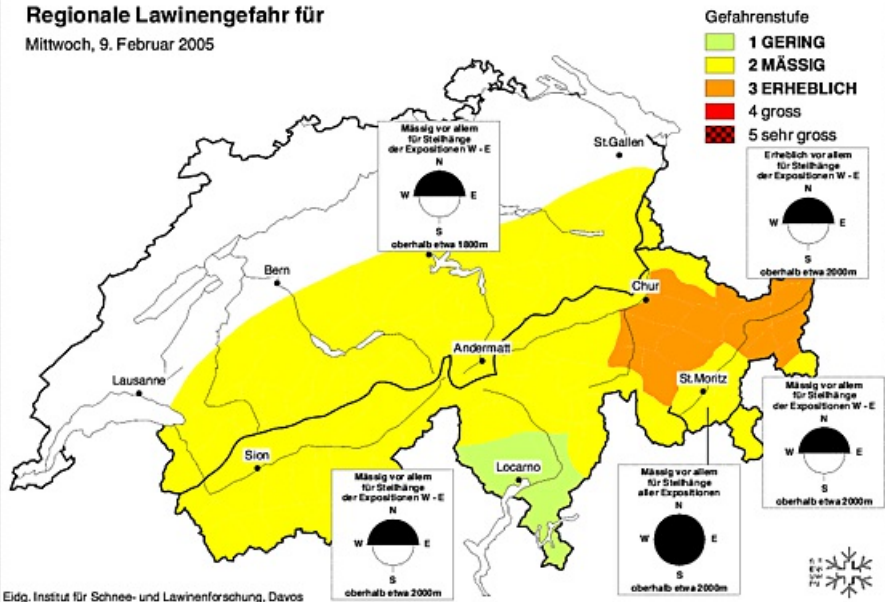 Regionale Lawinengefahr für
Mittwoch, 9. Februar 2005
Gefahrenstufe
1 GERING
2 MÄSSIG
3 ERHEBLICH
4 gross
5 sehr gross
Mässig vor allem
für Steilhänge
der Expositionen W - E
N
W E
S
oberhalb etwa 1800m
St.Gallen
Erheblich vor allem
für Steilhänge
der Expositionen W - E
N
W E
S
oberhalb etwa 2000m
Bern
Chur
Andermatt
Lausanne
St.Moritz
Mässig vor allem
für Steilhänge
der Expositionen W - E
N
W E
S
oberhalb etwa 2000m
Sion
Locarno
Mässig vor allem
für Steilhänge
der Expositionen W - E
N
W E
S
oberhalb etwa 2000m
Mässig vor allem
für Steilhänge
aller Expositionen
N
W E
S
oberhalb etwa 2000m
Eidg. Institut für Schnee- und Lawinenforschung, Davos